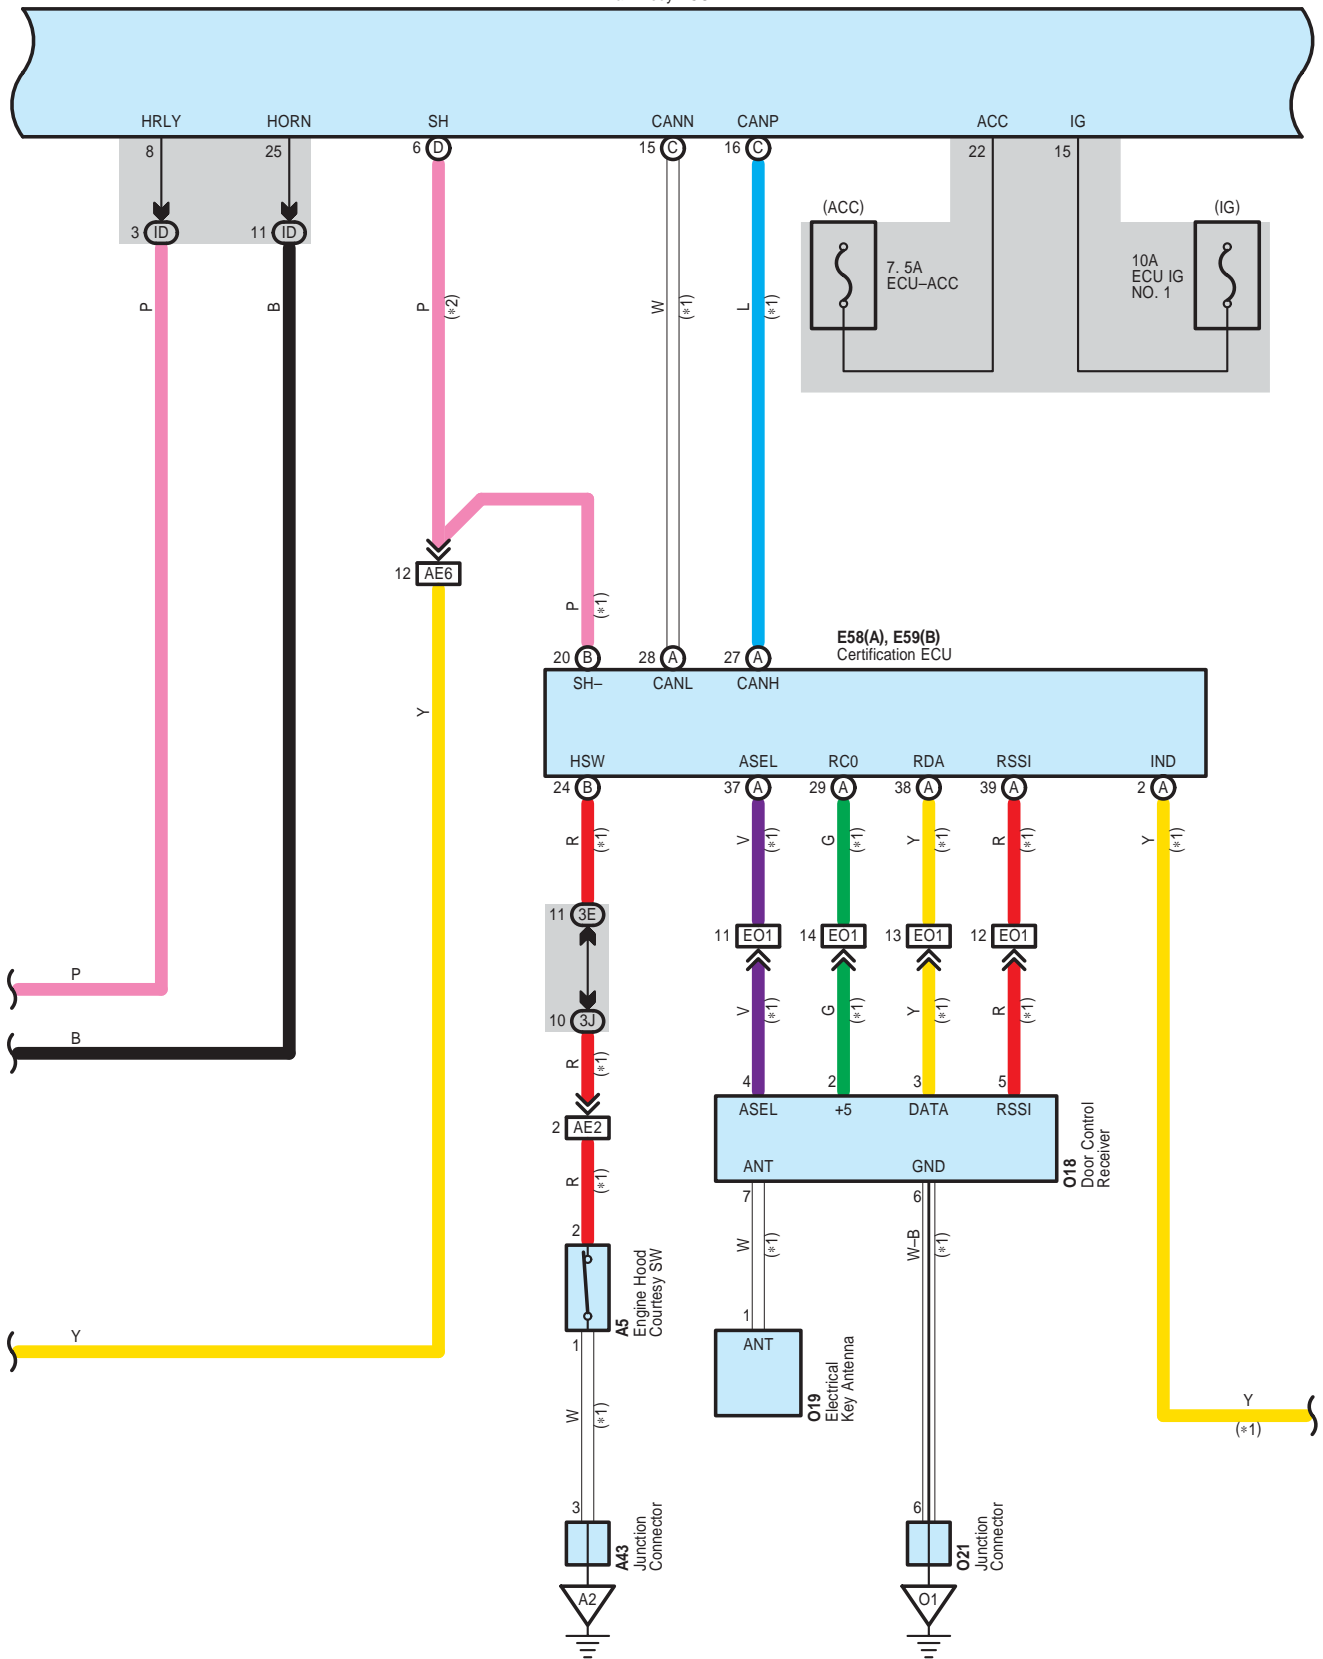 HRLY HORN SH CANN CANP ACC IG
8 25 6 D 15 C 16 C 22 15
3 ID 11 ID
(ACC) (IG)
7. 5A
ECU–ACC
10A
ECU IG
NO. 1
P B P (*2) W (*1) L (*1)
12 AE6
P (*1)
E58(A), E59(B)
Certification ECU
20 B 28 A 27 A
SH– CANL CANH
Y
HSW ASEL RC0 RDA RSSI IND
24 B 37 A 29 A 38 A 39 A 2 A
R (*1) V (*1) G (*1) Y (*1) R (*1) Y (*1)
11 3E
11 EO1 14 EO1 13 EO1 12 EO1
P
10 3J
V (*1) G (*1) Y (*1) R (*1)
B
R (*1)
4 2 3 5
ASEL +5 DATA RSSI
2 AE2
O18
Door Control
Receiver
ANT GND
R (*1)
7 6
W (*1) W–B (*1)
2
A5
Engine Hood
Courtesy SW
1
1
ANT
O19
Electrical
Key Antenna
Y
W (*1)
Y
(*1)
3
A43
Junction
Connector
6
O21
Junction
Connector
A2 O1